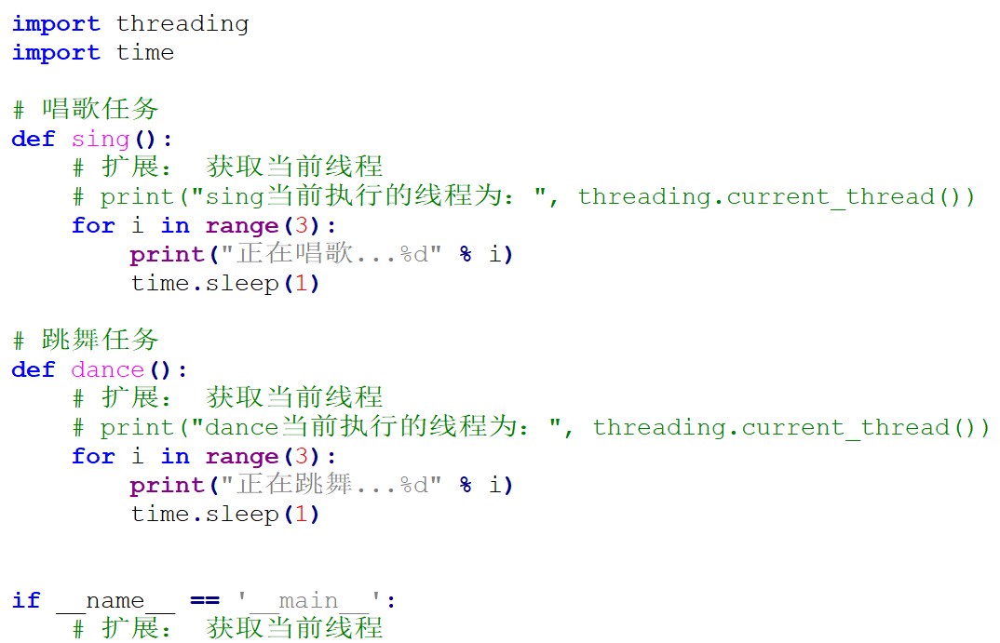 import threading
import time
# 唱歌任务
def sing():
# 扩展： 获取当前线程
# print("sing当前执行的线程为：", threading.current_thread())
for i in range(3):
print("正在唱歌...%d" % i)
time.sleep(1)
# 跳舞任务
def dance():
# 扩展： 获取当前线程
# print("dance当前执行的线程为：", threading.current_thread())
for i in range(3):
print("正在跳舞...%d" % i)
time.sleep(1)
if __name__ == '__main__':
# 扩展： 获取当前线程